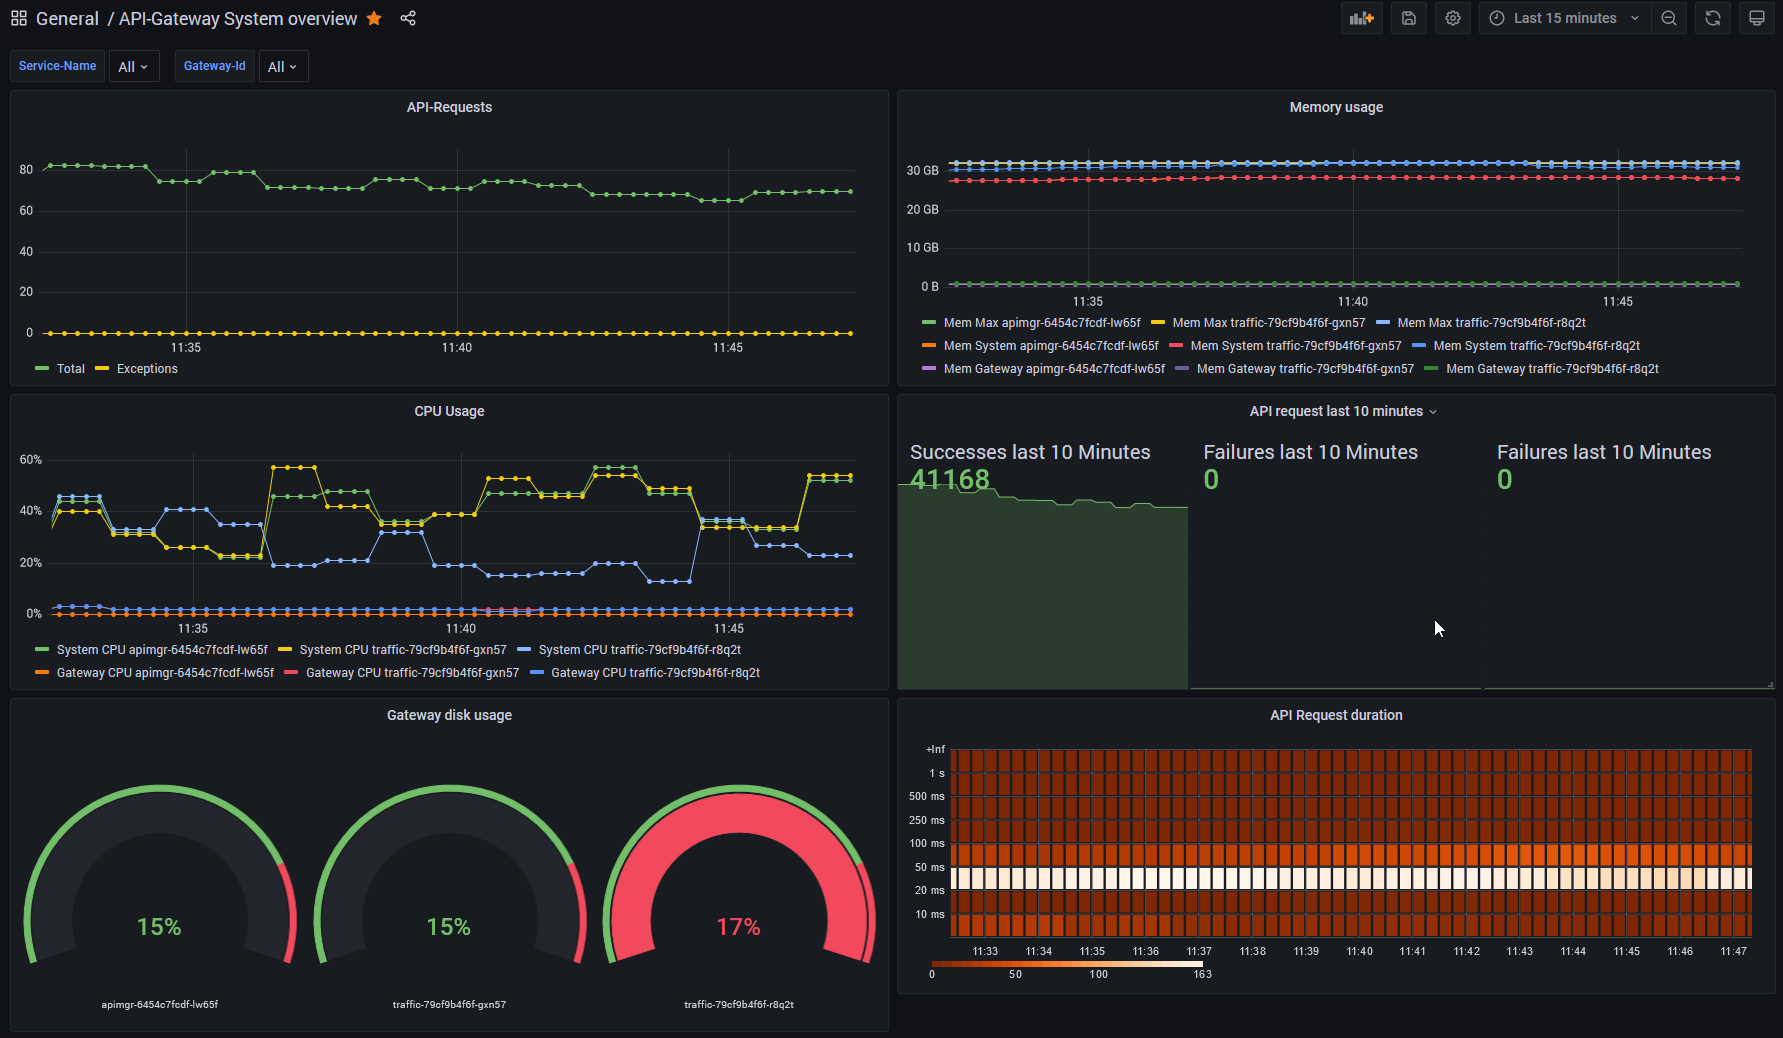 General / API-Gateway System overview
Last 15 minutes
Service-Name All Gateway-Id All
API-Requests
80
60
40
20
0
11:35 11:40 11:45
Total Exceptions
Memory usage
30 GB
20 GB
10 GB
0 B
11:35 11:40 11:45
Mem Max apimgr-6454c7fcdf-lw65f Mem Max traffic-79cf9b4f6f-gxn57 Mem Max traffic-79cf9b4f6f-r8q2t
Mem System apimgr-6454c7fcdf-lw65f Mem System traffic-79cf9b4f6f-gxn57 Mem System traffic-79cf9b4f6f-r8q2t
Mem Gateway apimgr-6454c7fcdf-lw65f Mem Gateway traffic-79cf9b4f6f-gxn57 Mem Gateway traffic-79cf9b4f6f-r8q2t
CPU Usage
60%
40%
20%
0%
11:35 11:40 11:45
System CPU apimgr-6454c7fcdf-lw65f System CPU traffic-79cf9b4f6f-gxn57 System CPU traffic-79cf9b4f6f-r8q2t
Gateway CPU apimgr-6454c7fcdf-lw65f Gateway CPU traffic-79cf9b4f6f-gxn57 Gateway CPU traffic-79cf9b4f6f-r8q2t
API request last 10 minutes
Successes last 10 Minutes
41168
Failures last 10 Minutes
0
Failures last 10 Minutes
0
Gateway disk usage
15% 15% 17%
apimgr-6454c7fcdf-lw65f traffic-79cf9b4f6f-gxn57 traffic-79cf9b4f6f-r8q2t
API Request duration
+Inf
1 s
500 ms
250 ms
100 ms
50 ms
20 ms
10 ms
11:33 11:34 11:35 11:36 11:37 11:38 11:39 11:40 11:41 11:42 11:43 11:44 11:45 11:46 11:47
0 50 100 163